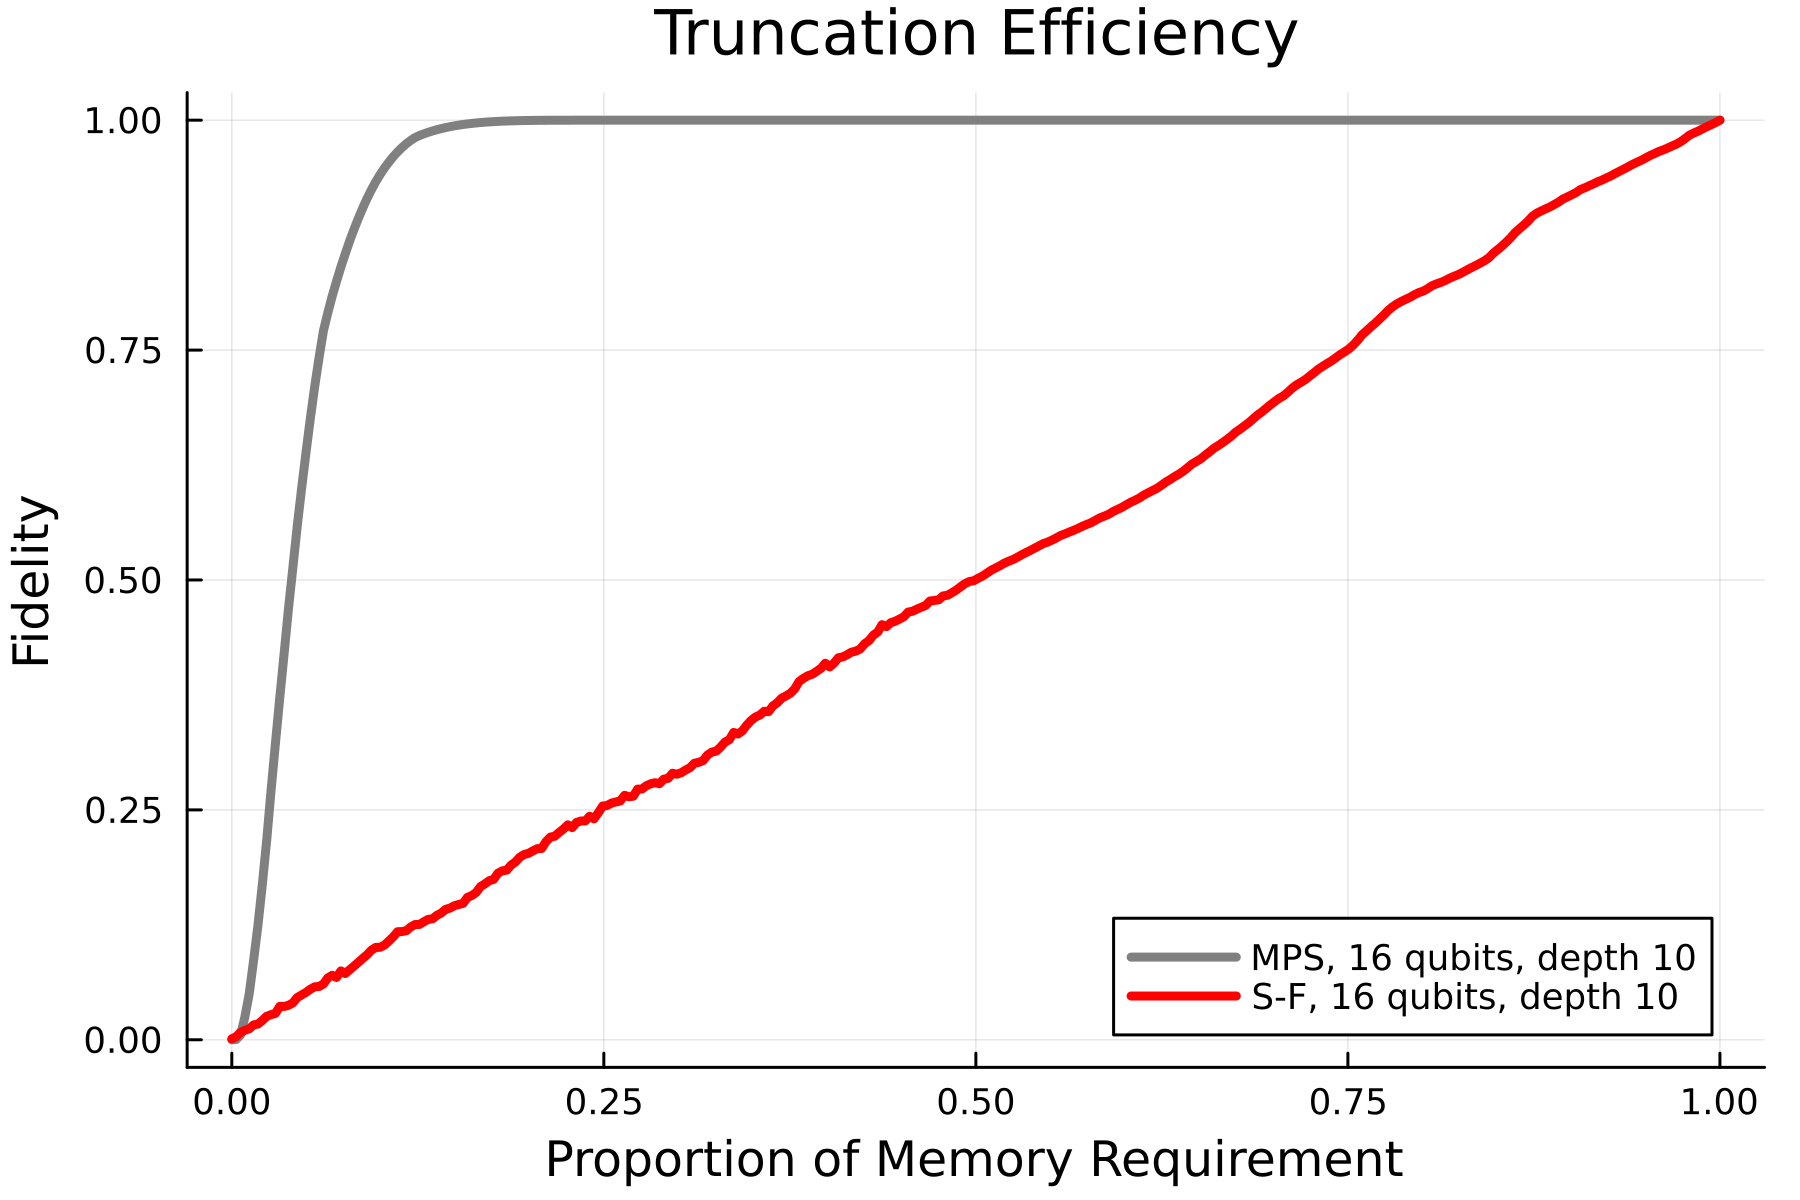 Truncation Efficiency
1.00
0.75
0.50
0.25
0.00
Fidelity
MPS, 16 qubits, depth 10
S-F, 16 qubits, depth 10
0.00 0.25 0.50 0.75 1.00
Proportion of Memory Requirement